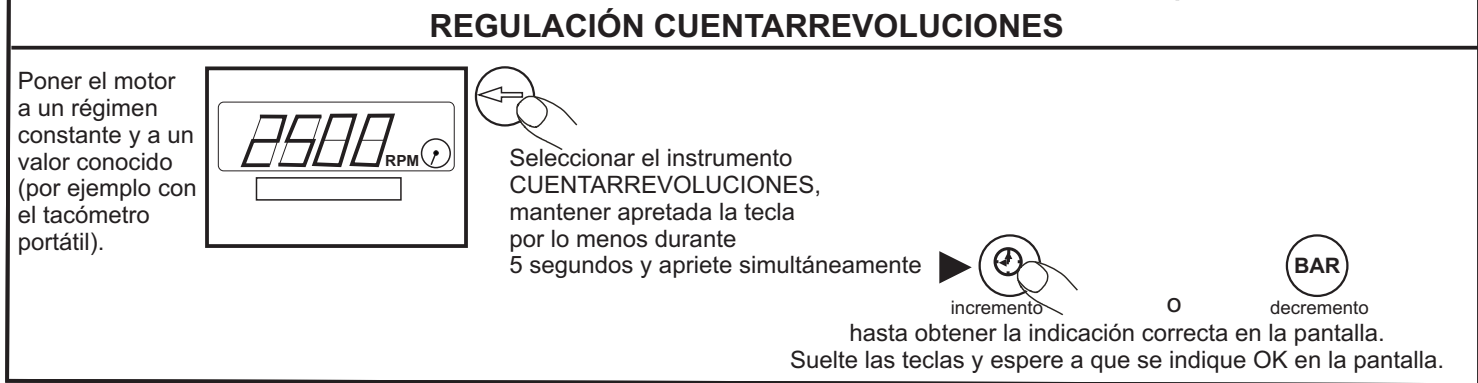 REGULACIÓN CUENTARREVOLUCIONES
Poner el motor
a un régimen
constante y a un
valor conocido
(por ejemplo con
el tacómetro
portátil).
2500 RPM
Seleccionar el instrumento
CUENTARREVOLUCIONES,
mantener apretada la tecla
por lo menos durante
5 segundos y apriete simultáneamente
BAR
incremento o decremento
hasta obtener la indicación correcta en la pantalla.
Suelte las teclas y espere a que se indique OK en la pantalla.